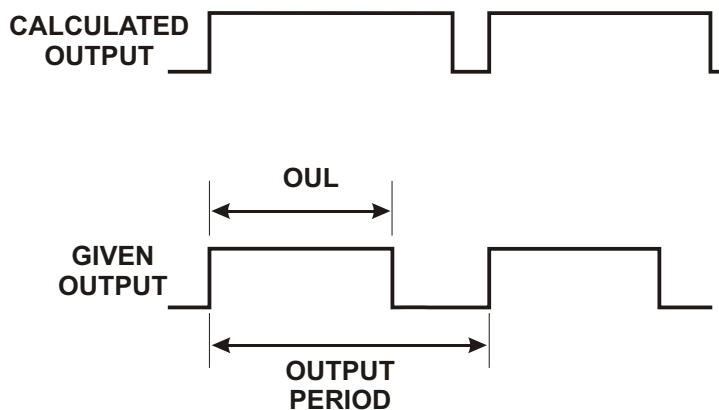 CALCULATED
OUTPUT
OUL
GIVEN
OUTPUT
OUTPUT
PERIOD